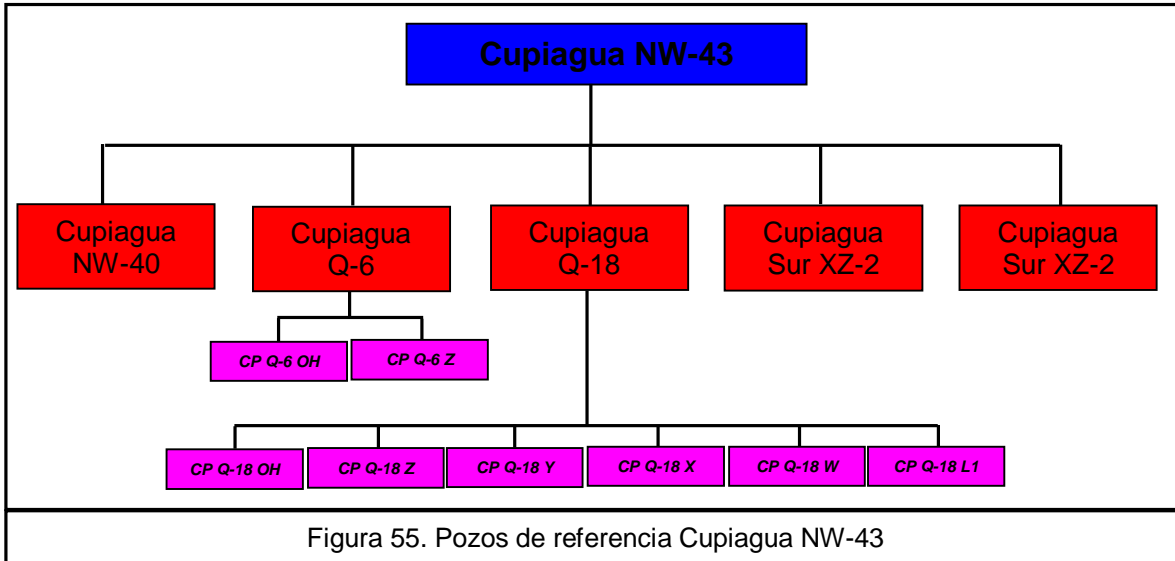 Cupiagua NW-43
Cupiagua
NW-40
Cupiagua
Q-6
Cupiagua
Q-18
Cupiagua
Sur XZ-2
Cupiagua
Sur XZ-2
CP Q-6 OH
CP Q-6 Z
CP Q-18 OH
CP Q-18 Z
CP Q-18 Y
CP Q-18 X
CP Q-18 W
CP Q-18 L1
Figura 55. Pozos de referencia Cupiagua NW-43